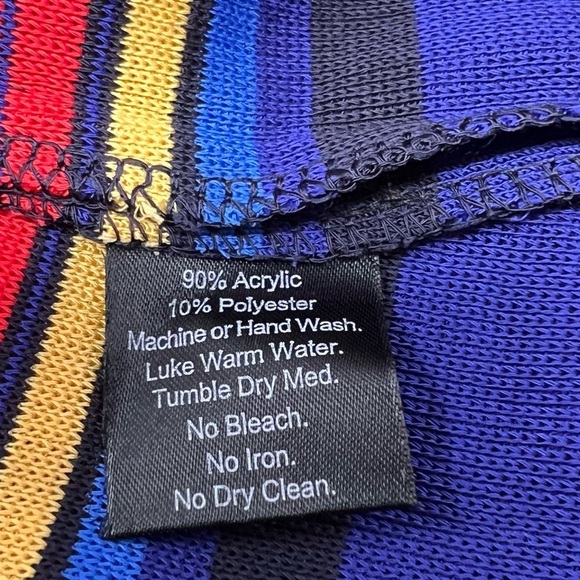 90% Acrylic
10% Polyester
Machine or Hand Wash.
Luke Warm Water.
Tumble Dry Med.
No Bleach.
No Iron.
No Dry Clean.